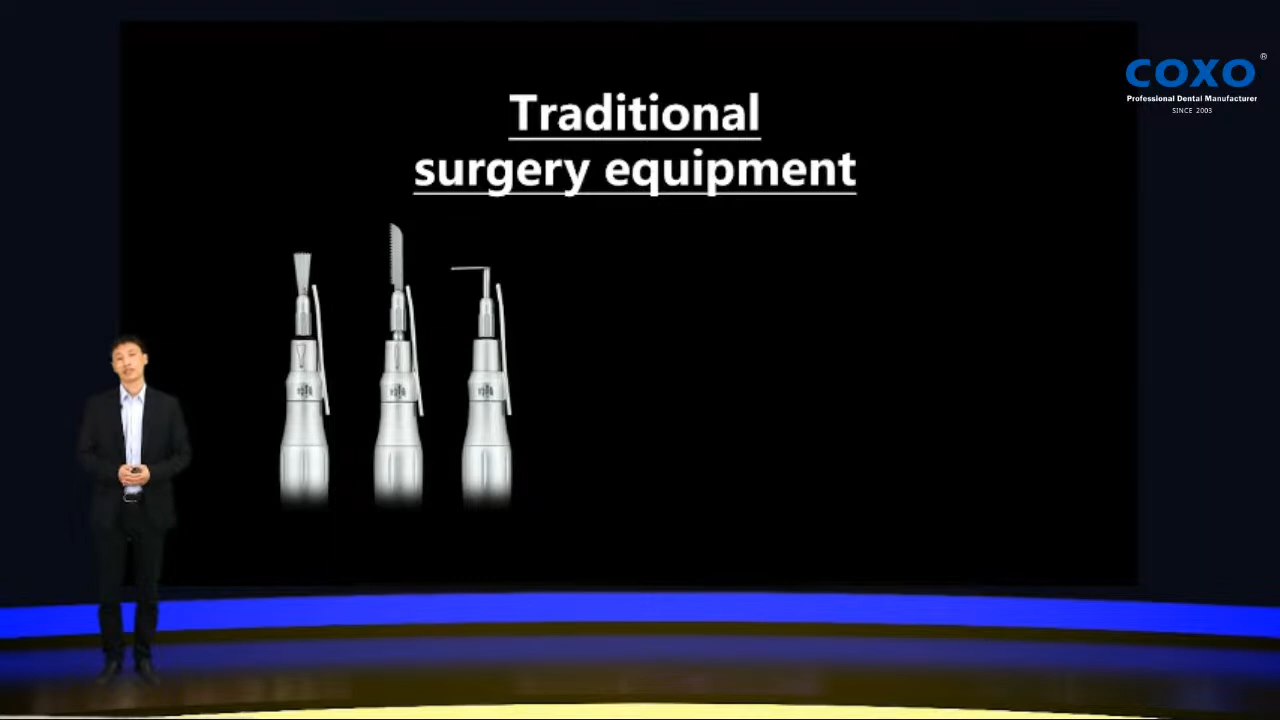 Traditional
surgery equipment
COXO®
Professional Dental Manufacturer
SINCE 2003